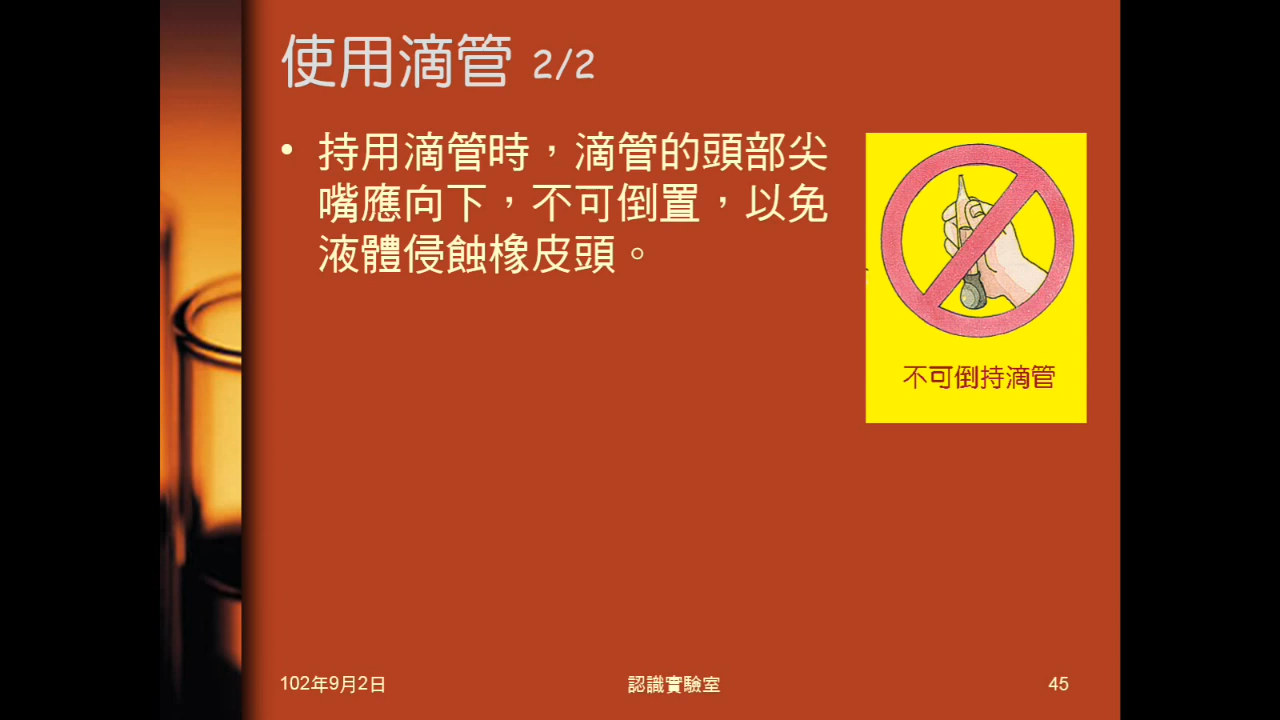 使用滴管 2/2
• 持用滴管時，滴管的頭部尖
嘴應向下，不可倒置，以免
液體侵蝕橡皮頭。
不可倒持滴管
102年9月2日
認識實驗室
45